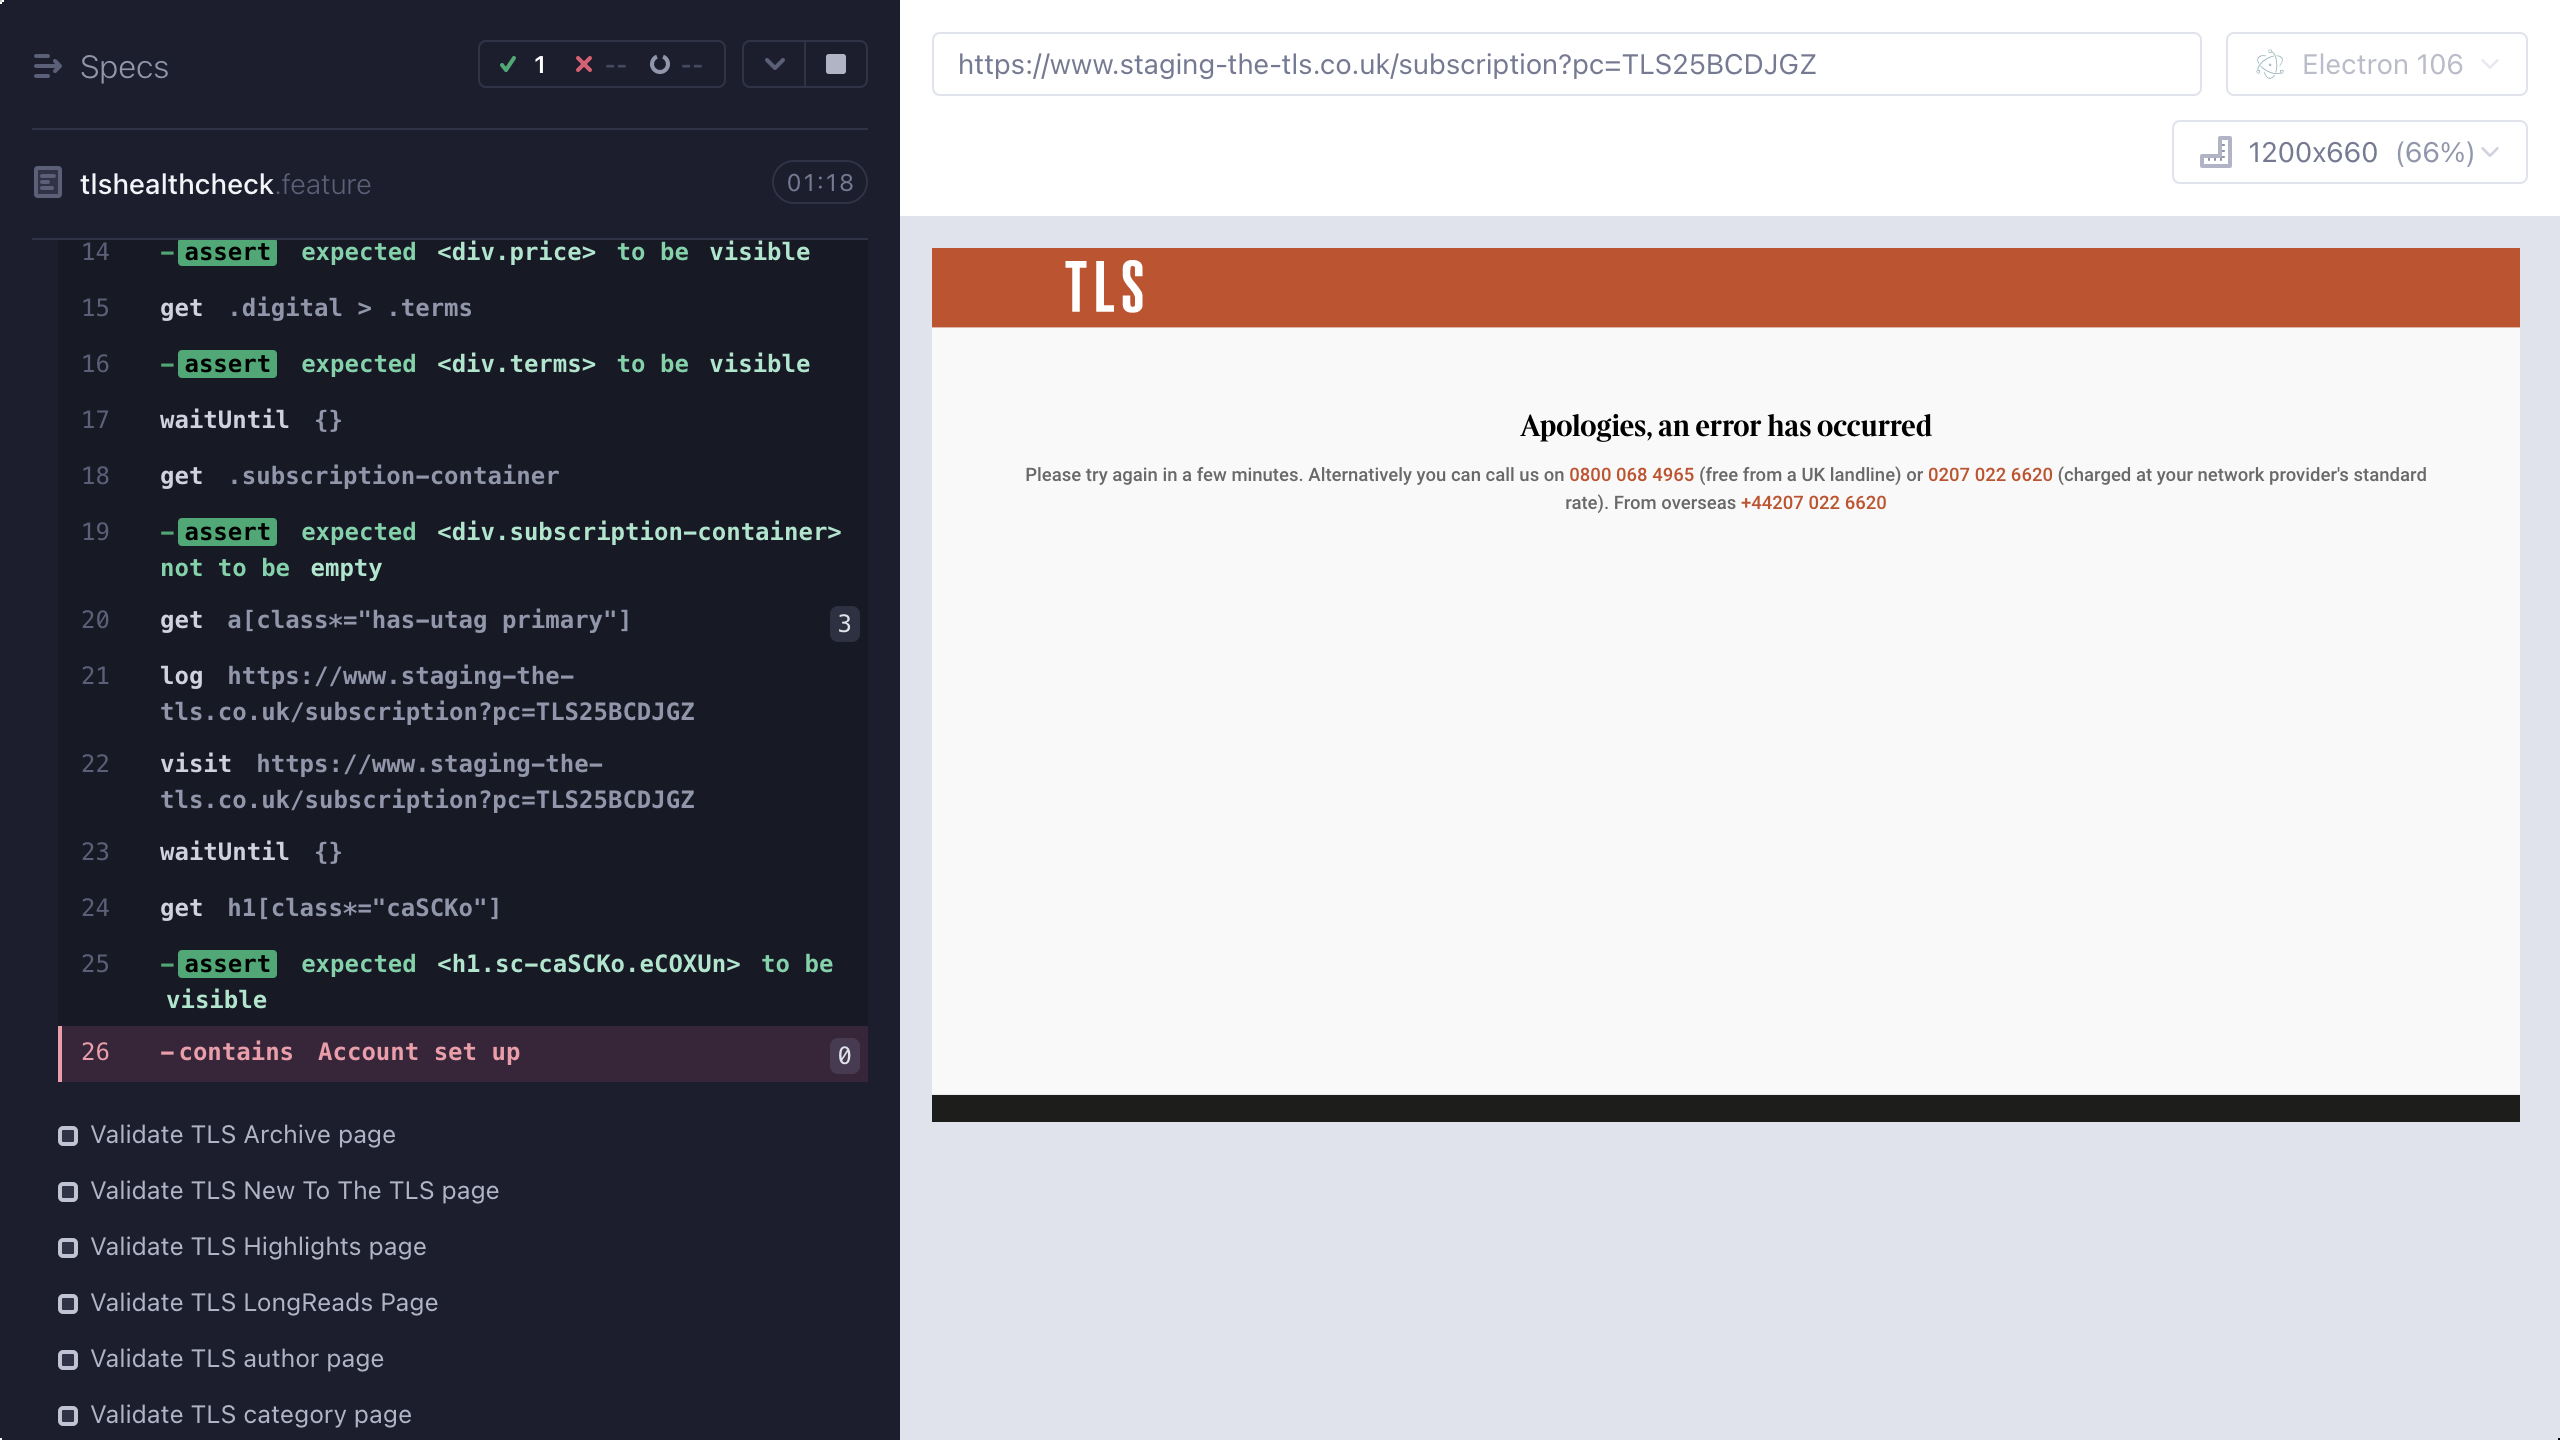 Specs
1
--
--
tlshealthcheck.feature
01:18
14 -assert expected <div.price> to be visible
15 get .digital > .terms
16 -assert expected <div.terms> to be visible
17 waitUntil {}
18 get .subscription-container
19 -assert expected <div.subscription-container>
not to be empty
20 get a[class*="has-utag primary"] 3
21 log https://www.staging-the-
tls.co.uk/subscription?pc=TLS25BCDJGZ
22 visit https://www.staging-the-
tls.co.uk/subscription?pc=TLS25BCDJGZ
23 waitUntil {}
24 get h1[class*="caSCKo"]
25 -assert expected <h1.sc-caSCKo.eCOXUn> to be
visible
26 -contains Account set up 0
Validate TLS Archive page
Validate TLS New To The TLS page
Validate TLS Highlights page
Validate TLS LongReads Page
Validate TLS author page
Validate TLS category page
https://www.staging-the-tls.co.uk/subscription?pc=TLS25BCDJGZ
Electron 106
1200x660 (66%)
TLS
Apologies, an error has occurred
Please try again in a few minutes. Alternatively you can call us on 0800 068 4965 (free from a UK landline) or 0207 022 6620 (charged at your network provider's standard
rate). From overseas +44207 022 6620